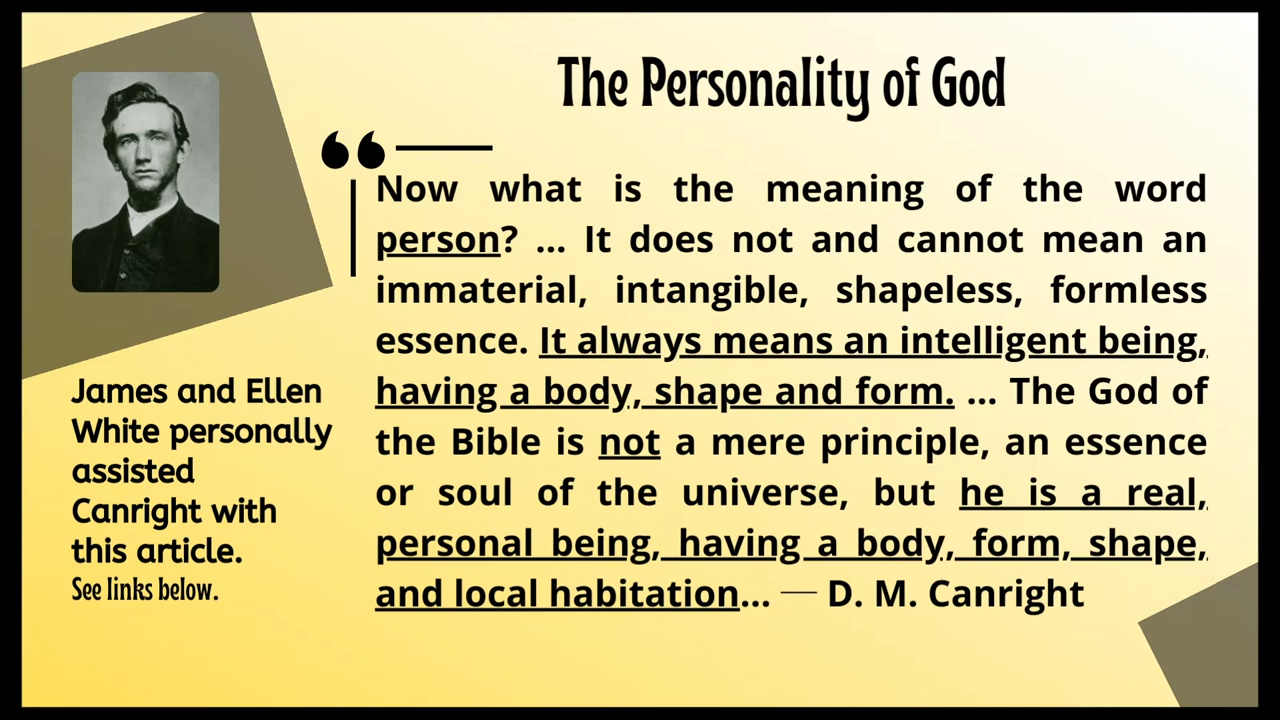 The Personality of God
Now what is the meaning of the word
person? ... It does not and cannot mean an
immaterial, intangible, shapeless, formless
essence. It always means an intelligent being,
having a body, shape and form. ... The God of
the Bible is not a mere principle, an essence
or soul of the universe, but he is a real,
personal being, having a body, form, shape,
and local habitation... — D. M. Canright
James and Ellen
White personally
assisted
Canright with
this article.
See links below.